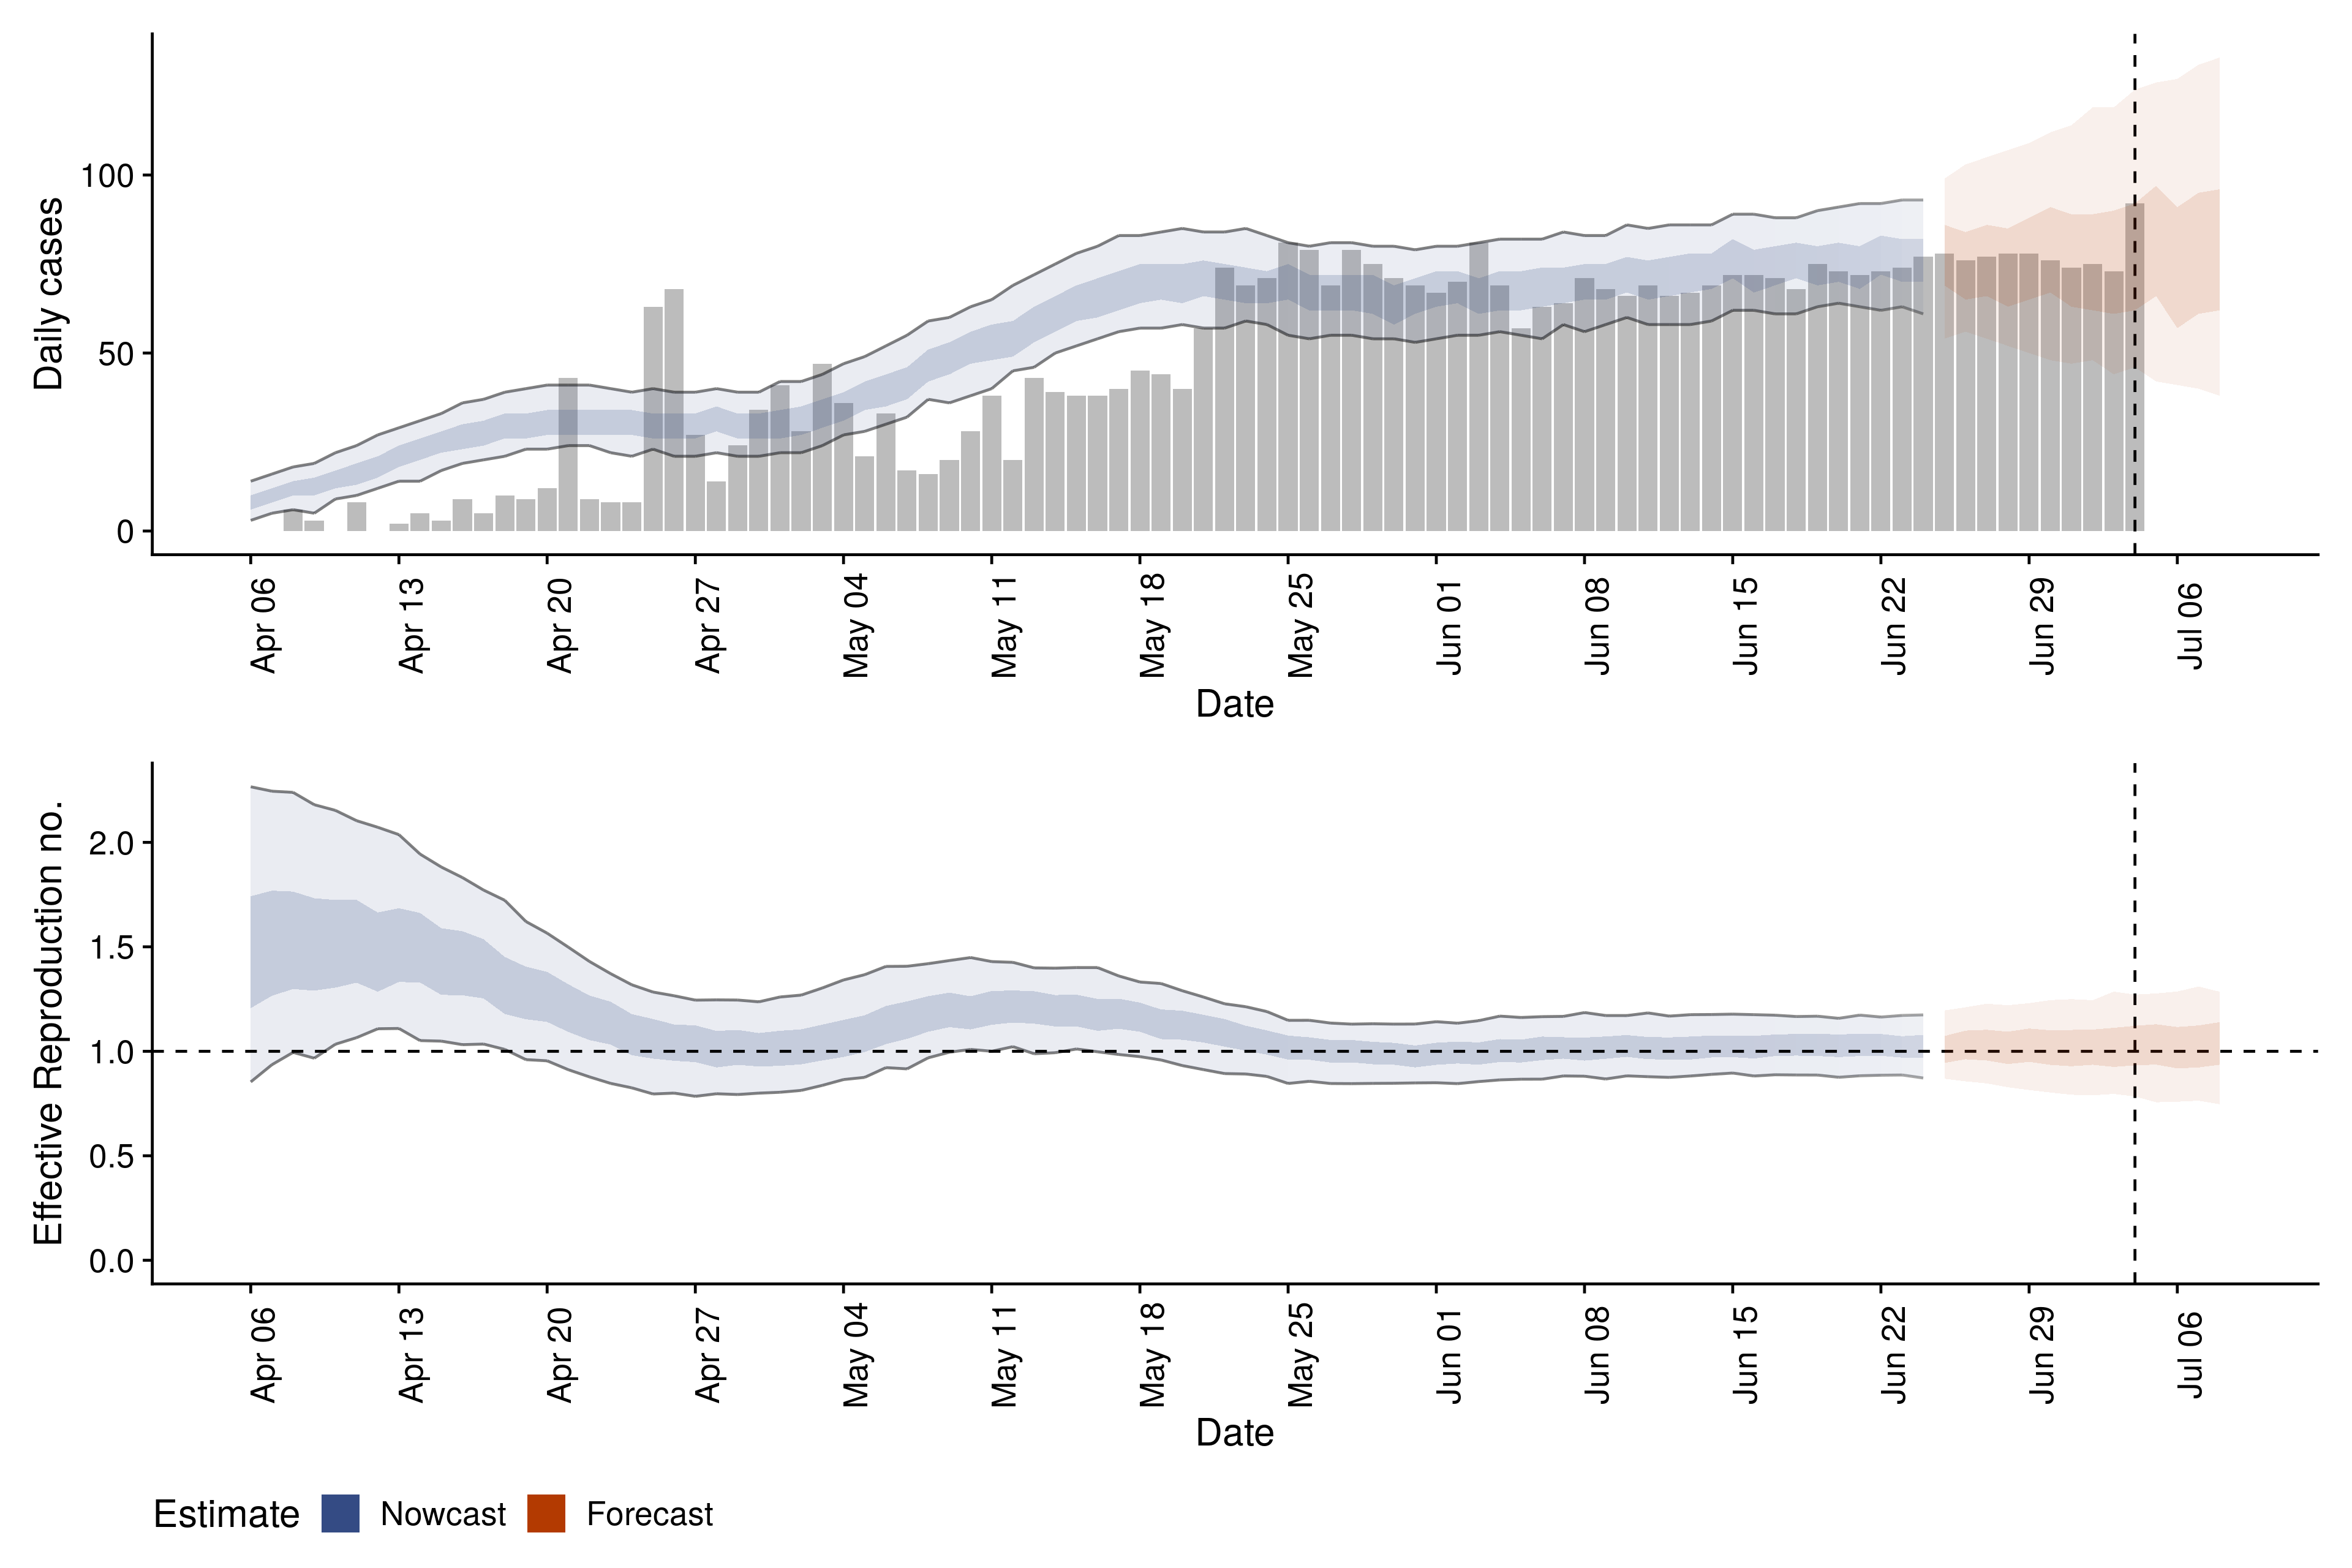 Daily cases
100
50
0
Apr 06
Apr 13
Apr 20
Apr 27
May 04
May 11
May 18
May 25
Jun 01
Jun 08
Jun 15
Jun 22
Jun 29
Jul 06
Date
Effective Reproduction no.
2.0
1.5
1.0
0.5
0.0
Apr 06
Apr 13
Apr 20
Apr 27
May 04
May 11
May 18
May 25
Jun 01
Jun 08
Jun 15
Jun 22
Jun 29
Jul 06
Date
Estimate Nowcast Forecast